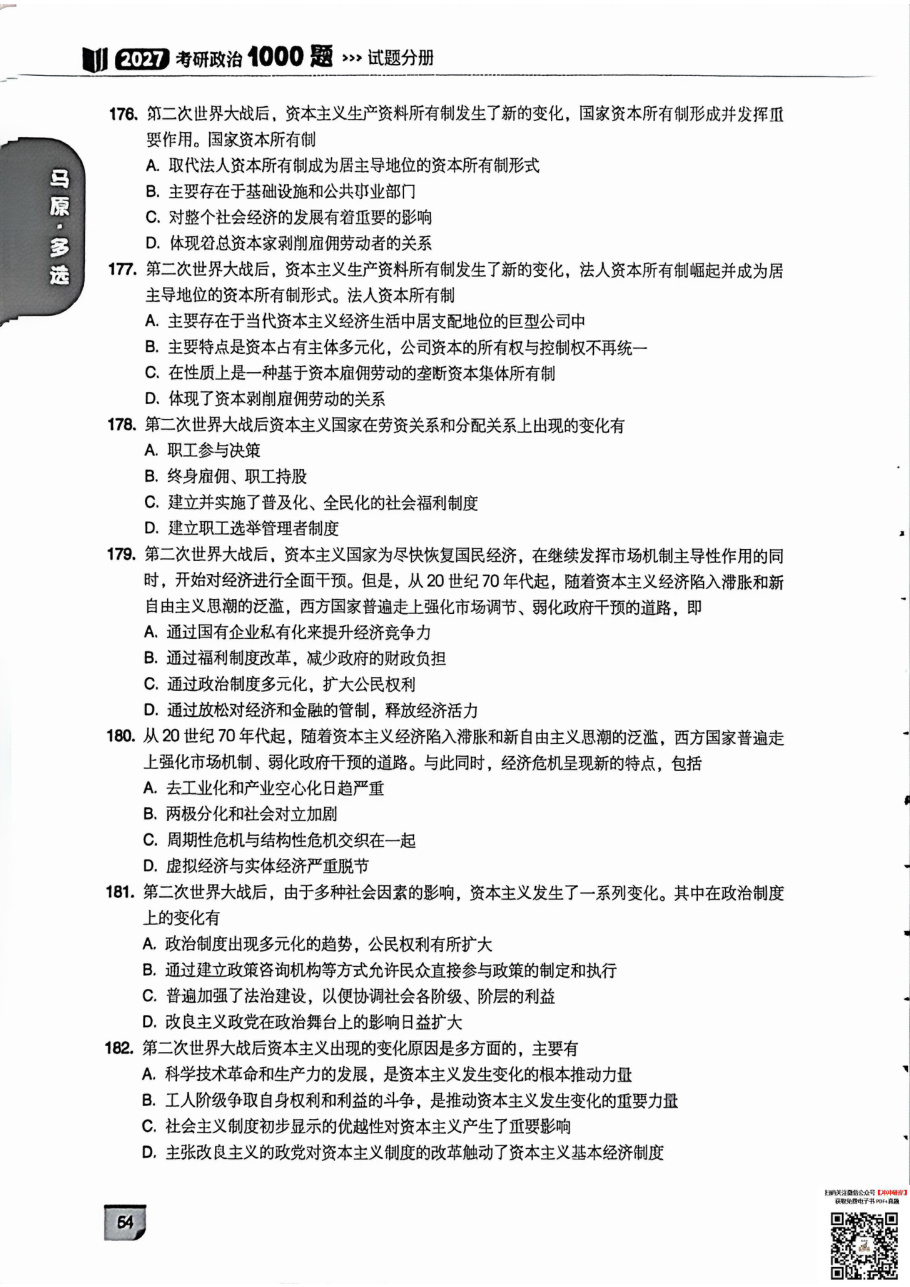 2027 考研政治1000题 >>> 试题分册
马原·多选
176. 第二次世界大战后，资本主义生产资料所有制发生了新的变化，国家资本所有制形成并发挥重
要作用。国家资本所有制
A. 取代法人资本所有制成为居主导地位的资本所有制形式
B. 主要存在于基础设施和公共事业部门
C. 对整个社会经济的发展有着重要的影响
D. 体现着总资本家剥削雇佣劳动者的关系
177. 第二次世界大战后，资本主义生产资料所有制发生了新的变化，法人资本所有制崛起并成为居
主导地位的资本所有制形式。法人资本所有制
A. 主要存在于当代资本主义经济生活中居支配地位的巨型公司中
B. 主要特点是资本占有主体多元化，公司资本的所有权与控制权不再统一
C. 在性质上是一种基于资本雇佣劳动的垄断资本集体所有制
D. 体现了资本剥削雇佣劳动的关系
178. 第二次世界大战后资本主义国家在劳资关系和分配关系上出现的变化有
A. 职工参与决策
B. 终身雇佣、职工持股
C. 建立并实施了普及化、全民化的社会福利制度
D. 建立职工选举管理者制度
179. 第二次世界大战后，资本主义国家为尽快恢复国民经济，在继续发挥市场机制主导性作用的同
时，开始对经济进行全面干预。但是，从20世纪70年代起，随着资本主义经济陷入滞胀和新
自由主义思潮的泛滥，西方国家普遍走上强化市场调节、弱化政府干预的道路，即
A. 通过国有企业私有化来提升经济竞争力
B. 通过福利制度改革，减少政府的财政负担
C. 通过政治制度多元化，扩大公民权利
D. 通过放松对经济和金融的管制，释放经济活力
180. 从20世纪70年代起，随着资本主义经济陷入滞胀和新自由主义思潮的泛滥，西方国家普遍走
上强化市场机制、弱化政府干预的道路。与此同时，经济危机呈现新的特点，包括
A. 去工业化和产业空心化日趋严重
B. 两极分化和社会对立加剧
C. 周期性危机与结构性危机交织在一起
D. 虚拟经济与实体经济严重脱节
181. 第二次世界大战后，由于多种社会因素的影响，资本主义发生了一系列变化。其中在政治制度
上的变化有
A. 政治制度出现多元化的趋势，公民权利有所扩大
B. 通过建立政策咨询机构等方式允许民众直接参与政策的制定和执行
C. 普遍加强了法治建设，以便协调社会各阶级、阶层的利益
D. 改良主义政党在政治舞台上的影响日益扩大
182. 第二次世界大战后资本主义出现的变化原因是多方面的，主要有
A. 科学技术革命和生产力的发展，是资本主义发生变化的根本推动力量
B. 工人阶级争取自身权利和利益的斗争，是推动资本主义发生变化的重要力量
C. 社会主义制度初步显示的优越性对资本主义产生了重要影响
D. 主张改良主义的政党对资本主义制度的改革触动了资本主义基本经济制度
扫码关注微信公众号
获取免费电子书PDF+真题
54